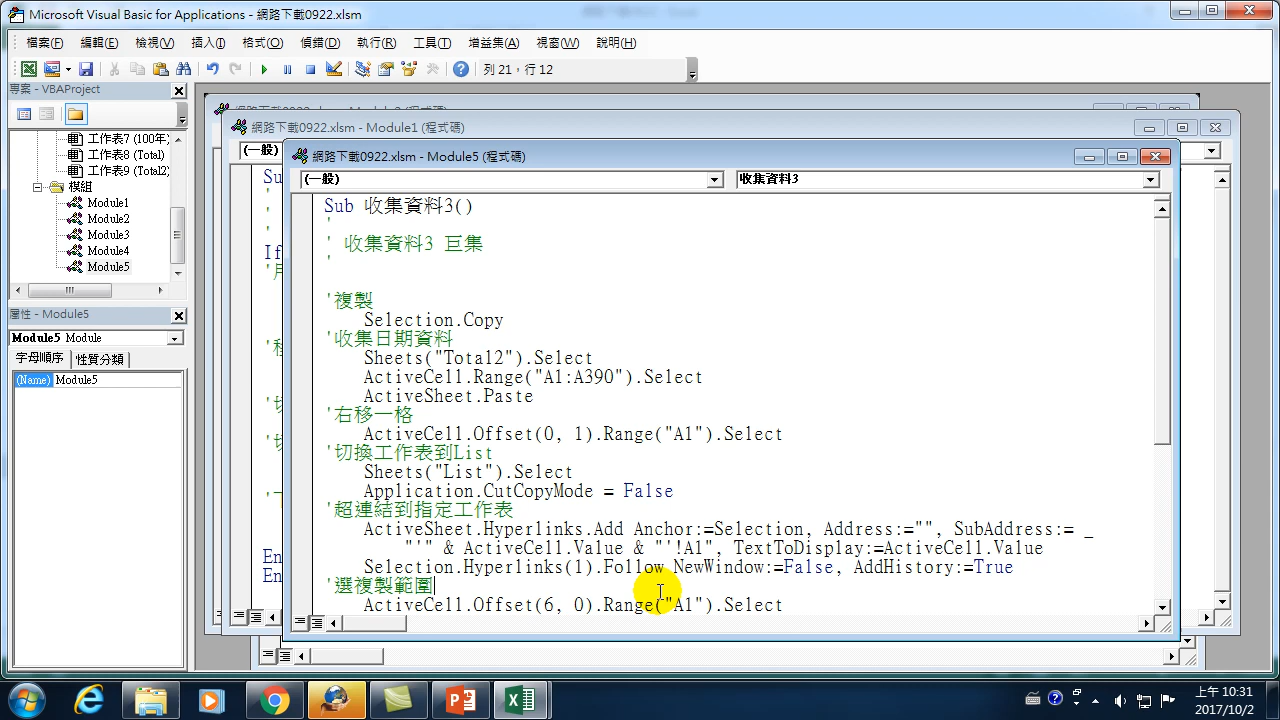 Microsoft Visual Basic for Applications - 網路下載0922.xlsm
檔案(F) 編輯(E) 檢視(V) 插入(I) 格式(O) 偵錯(D) 執行(R) 工具(T) 增益集(A) 視窗(W) 說明(H)
列 21，行 12
專案 - VBAProject
工作表7 (100年)
工作表8 (Total)
工作表9 (Total2)
模組
Module1
Module2
Module3
Module4
Module5
屬性 - Module5
Module5 Module
字母順序 性質分類
(Name) Module5
網路下載0922.xlsm - Module1 (程式碼)
(一般)
Su
If
En
En
網路下載0922.xlsm - Module5 (程式碼)
(一般) 收集資料3
Sub 收集資料3()
'
' 收集資料3 巨集
'
'複製
Selection.Copy
'收集日期資料
Sheets("Total2").Select
ActiveCell.Range("A1:A390").Select
ActiveSheet.Paste
'右移一格
ActiveCell.Offset(0, 1).Range("A1").Select
'切換工作表到List
Sheets("List").Select
Application.CutCopyMode = False
'超連結到指定工作表
ActiveSheet.Hyperlinks.Add Anchor:=Selection, Address:="", SubAddress:= _
"'" & ActiveCell.Value & "'!A1", TextToDisplay:=ActiveCell.Value
Selection.Hyperlinks(1).Follow NewWindow:=False, AddHistory:=True
'選複製範圍
ActiveCell.Offset(6, 0).Range("A1").Select
上午 10:31
2017/10/2